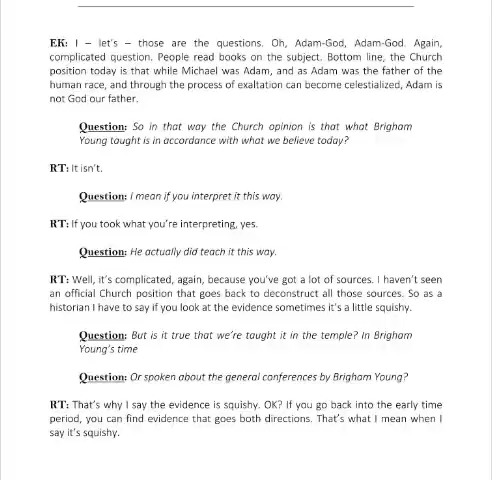 EK: I – let's – those are the questions. Oh, Adam-God, Adam-God. Again,
complicated question. People read books on the subject. Bottom line, the Church
position today is that while Michael was Adam, and as Adam was the father of the
human race, and through the process of exaltation can become celestialized, Adam is
not God our father.
Question: So in that way the Church opinion is that what Brigham
Young taught is in accordance with what we believe today?
RT: It isn't.
Question: I mean if you interpret it this way.
RT: If you took what you're interpreting, yes.
Question: He actually did teach it this way.
RT: Well, it's complicated, again, because you've got a lot of sources. I haven't seen
an official Church position that goes back to deconstruct all those sources. So as a
historian I have to say if you look at the evidence sometimes it's a little squishy.
Question: But is it true that we're taught it in the temple? In Brigham
Young's time
Question: Or spoken about the general conferences by Brigham Young?
RT: That's why I say the evidence is squishy. OK? If you go back into the early time
period, you can find evidence that goes both directions. That's what I mean when I
say it's squishy.